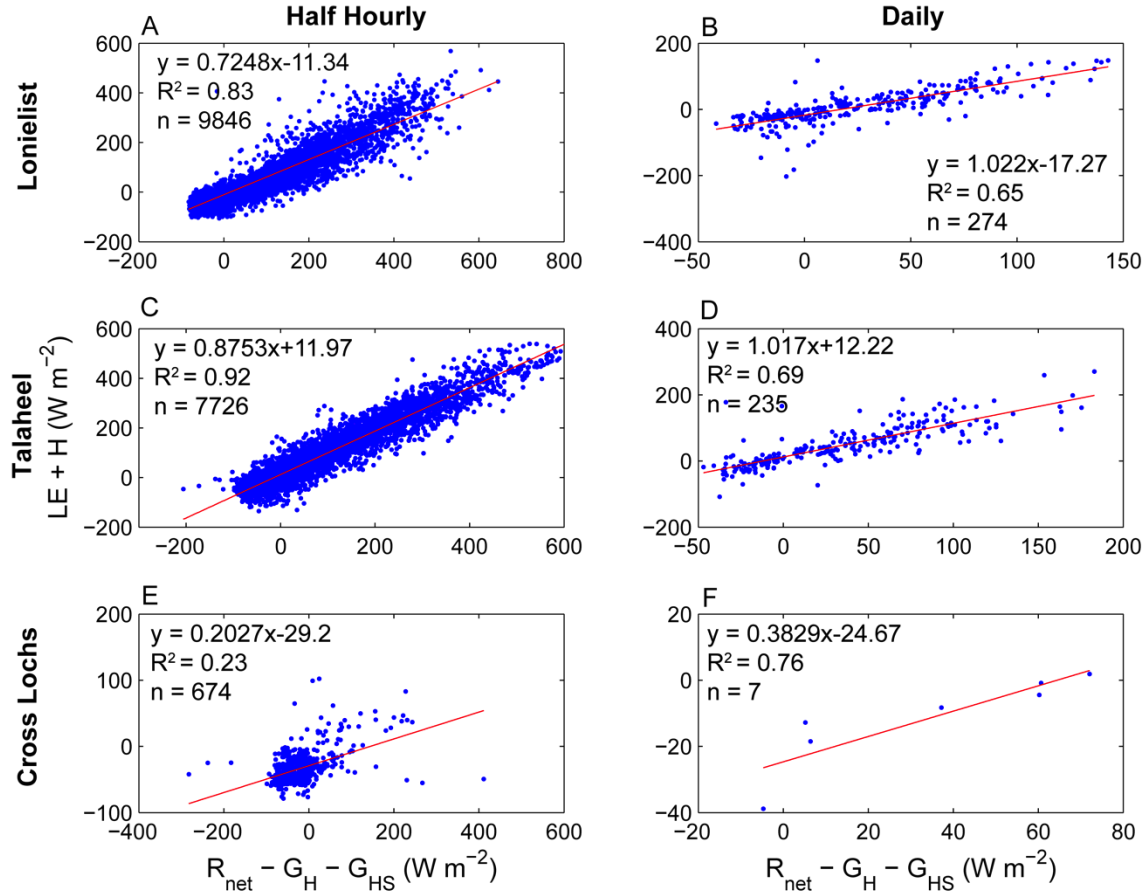 Half Hourly
Daily
Lonielist
A
600
400
200
0
−200
y = 0.7248x-11.34
R² = 0.83
n = 9846
−200 0 200 400 600 800
B
200
0
−200
−400
y = 1.022x-17.27
R² = 0.65
n = 274
−50 0 50 100 150
Talaheel
LE + H (W m⁻²)
C
600
400
200
0
−200
y = 0.8753x+11.97
R² = 0.92
n = 7726
−200 0 200 400 600
D
400
200
0
−200
y = 1.017x+12.22
R² = 0.69
n = 235
−50 0 50 100 150 200
Cross Lochs
E
200
100
0
−100
y = 0.2027x-29.2
R² = 0.23
n = 674
−400 −200 0 200 400 600
R_net − G_H − G_HS (W m⁻²)
F
20
0
−20
−40
y = 0.3829x-24.67
R² = 0.76
n = 7
−20 0 20 40 60 80
R_net − G_H − G_HS (W m⁻²)